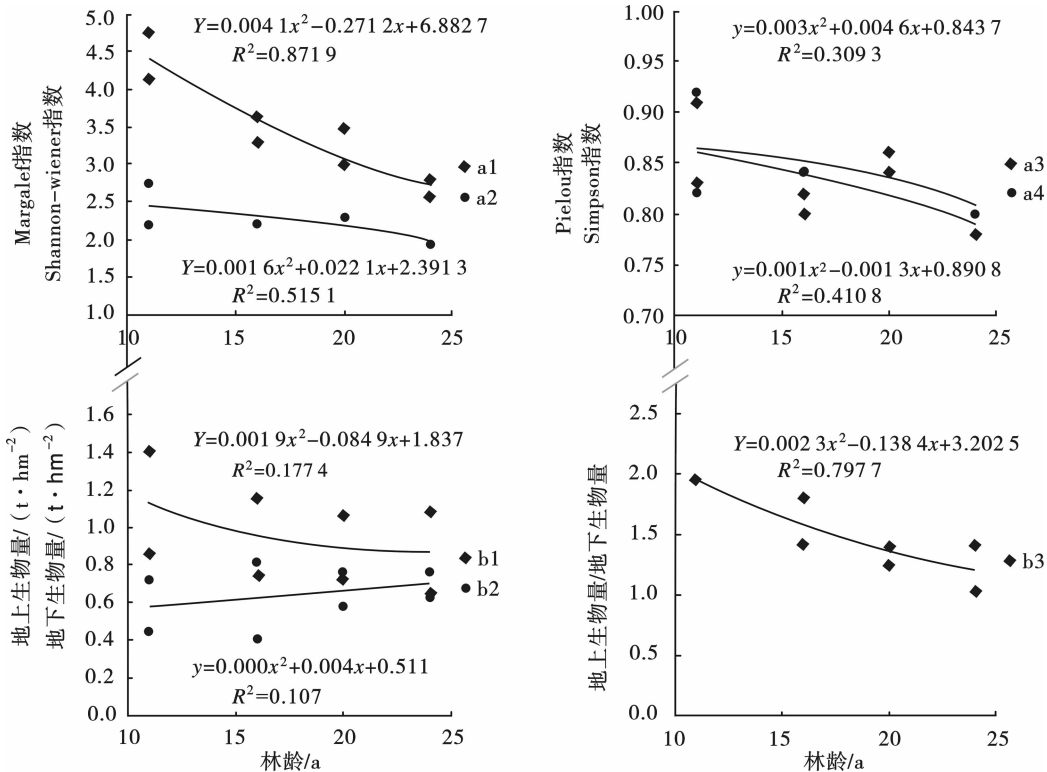 Margalef指数
Shannon-wiener指数
5.0
4.5
4.0
3.5
3.0
2.5
2.0
1.5
1.0
10
15
20
25
Y=0.004 1x²−0.271 2x+6.882 7
R²=0.871 9
a1
a2
Y=0.001 6x²+0.022 1x+2.391 3
R²=0.515 1
Pielou指数
Simpson指数
1.00
0.95
0.90
0.85
0.80
0.75
0.70
10
15
20
25
y=0.003x²+0.004 6x+0.843 7
R²=0.309 3
a3
a4
y=0.001x²−0.001 3x+0.890 8
R²=0.410 8
地上生物量/(t·hm⁻²)
地下生物量/(t·hm⁻²)
1.6
1.4
1.2
1.0
0.8
0.6
0.4
0.2
0.0
10
15
20
25
林龄/a
Y=0.001 9x²−0.084 9x+1.837
R²=0.177 4
b1
b2
y=0.000x²+0.004x+0.511
R²=0.107
地上生物量/地下生物量
2.5
2.0
1.5
1.0
0.5
0.0
10
15
20
25
林龄/a
Y=0.002 3x²−0.138 4x+3.202 5
R²=0.797 7
b3